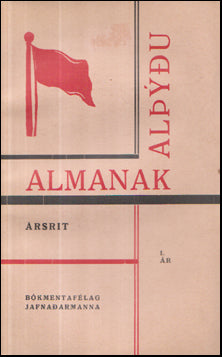 ALÞÝÐU
ALMANAK
ÁRSRIT
1.
ÁR
BÓKMENTAFÉLAG
JAFNAÐARMANNA